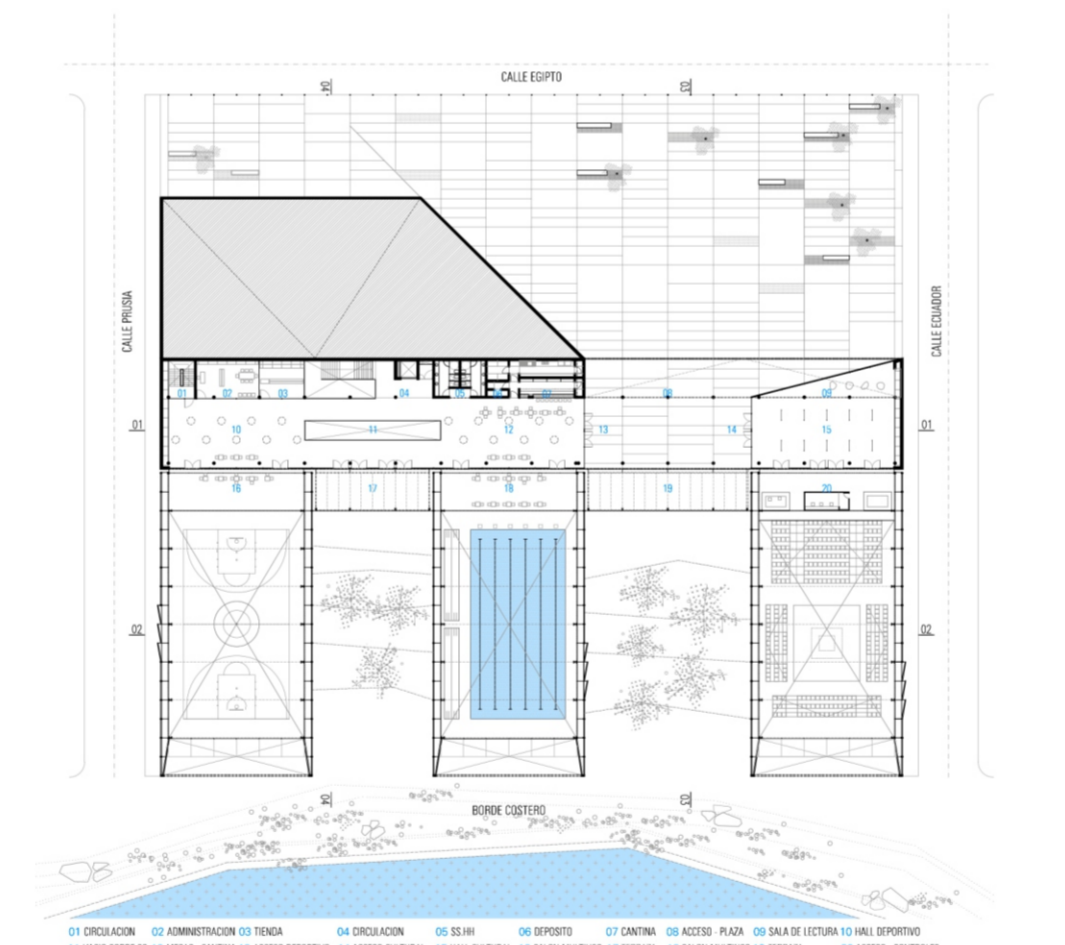 CALLE EGIPTO
04
03
CALLE PRUSIA
CALLE ECUADOR
01 02 03 04 05 06 07 08 09
01 10 11 12 13 14 15 01
16 17 18 19 20
02 02
04
03
BORDE COSTERO
01 CIRCULACION 02 ADMINISTRACION 03 TIENDA 04 CIRCULACION 05 SS.HH 06 DEPOSITO 07 CANTINA 08 ACCESO - PLAZA 09 SALA DE LECTURA 10 HALL DEPORTIVO